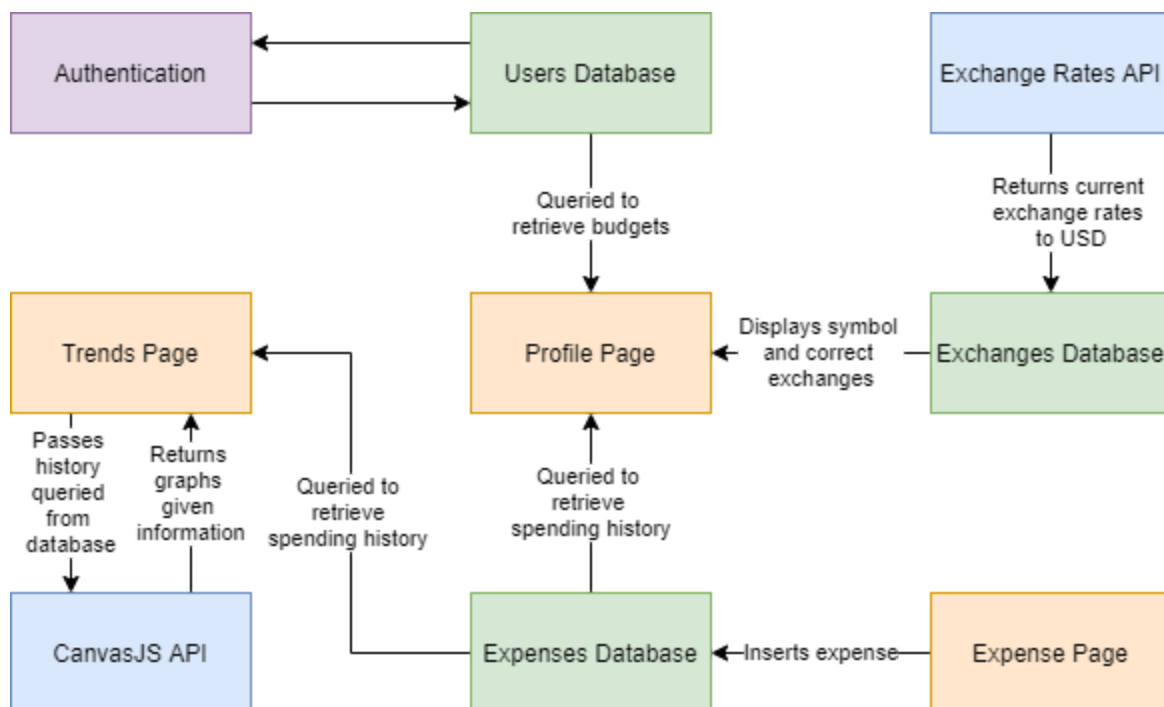 Authentication
Users Database
Exchange Rates API
Queried to
retrieve budgets
Returns current
exchange rates
to USD
Trends Page
Profile Page
Displays symbol
and correct
exchanges
Exchanges Database
Passes
history
queried
from
database
Returns
graphs
given
information
Queried to
retrieve
spending history
Queried to
retrieve
spending history
CanvasJS API
Expenses Database
Inserts expense
Expense Page